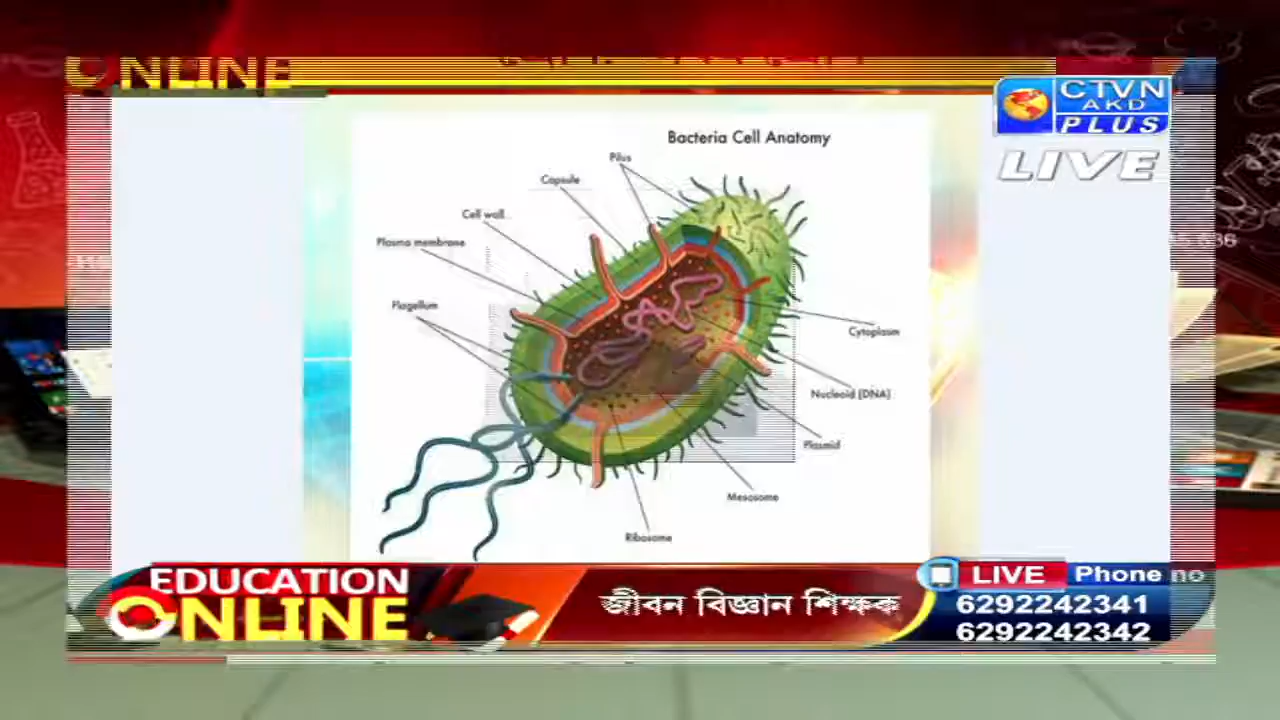 ONLINE
CTVN
AKD
PLUS
LIVE
Bacteria Cell Anatomy
Pilus
Capsule
Cell wall
Plasma membrane
Flagellum
Cytoplasm
Nucleoid (DNA)
Plasmid
Mesosome
Ribosome
EDUCATION
ONLINE
জীবন বিজ্ঞান শিক্ষক
LIVE Phone no
6292242341
6292242342